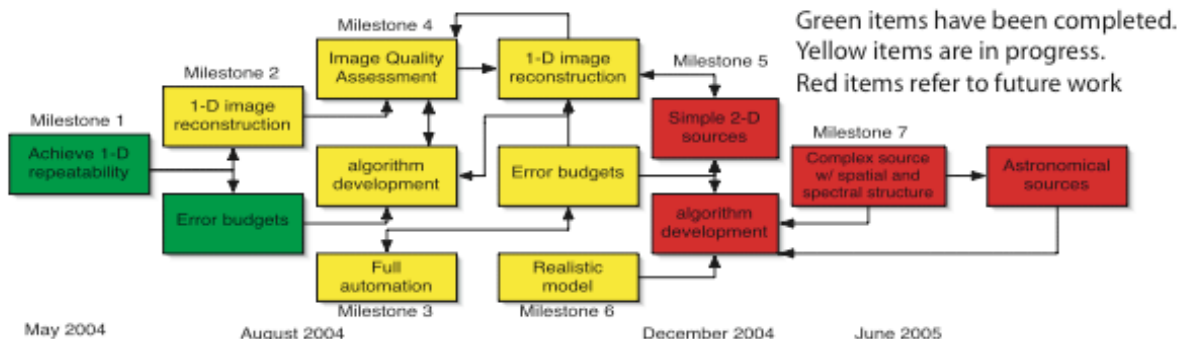 Green items have been completed.
Yellow items are in progress.
Red items refer to future work
Milestone 1
Achieve 1-D
repeatability
Milestone 2
1-D image
reconstruction
Error budgets
Milestone 4
Image Quality
Assessment
algorithm
development
Full
automation
Milestone 3
1-D image
reconstruction
Error budgets
Realistic
model
Milestone 6
Milestone 5
Simple 2-D
sources
algorithm
development
Milestone 7
Complex source
w/ spatial and
spectral structure
Astronomical
sources
May 2004
August 2004
December 2004
June 2005